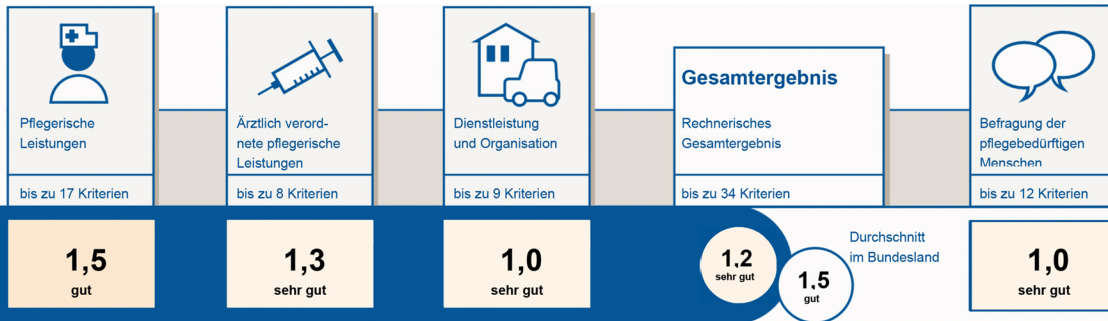 Pflegerische
Leistungen
bis zu 17 Kriterien
1,5
gut
Ärztlich verord-
nete pflegerische
Leistungen
bis zu 8 Kriterien
1,3
sehr gut
Dienstleistung
und Organisation
bis zu 9 Kriterien
1,0
sehr gut
Gesamtergebnis
Rechnerisches
Gesamtergebnis
bis zu 34 Kriterien
1,2
sehr gut
1,5
gut
Durchschnitt
im Bundesland
Befragung der
pflegebedürftigen
Menschen
bis zu 12 Kriterien
1,0
sehr gut